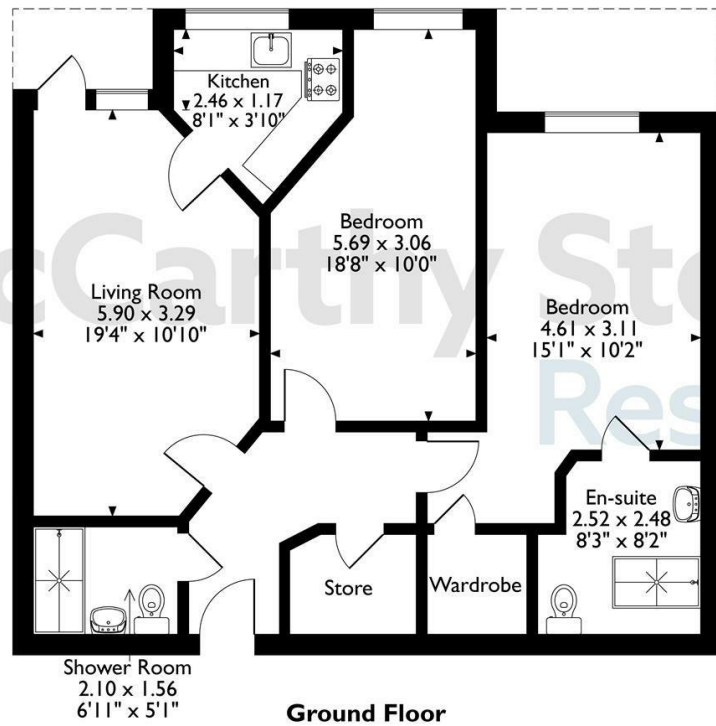 Kitchen
2.46 x 1.17
8'1" x 3'10"
Bedroom
5.69 x 3.06
18'8" x 10'0"
Living Room
5.90 x 3.29
19'4" x 10'10"
Bedroom
4.61 x 3.11
15'1" x 10'2"
En-suite
2.52 x 2.48
8'3" x 8'2"
Store
Wardrobe
Shower Room
2.10 x 1.56
6'11" x 5'1"
Ground Floor
cCarthy Sto
Res